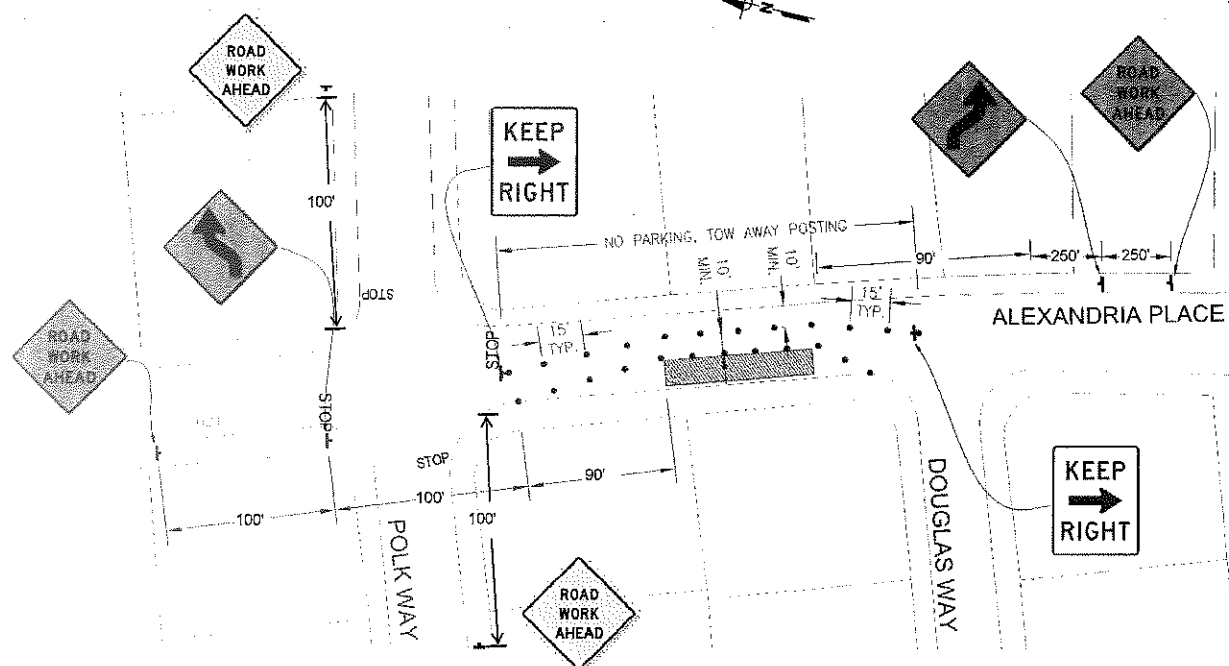 N
ROAD
WORK
AHEAD
100'
KEEP
RIGHT
ROAD
WORK
AHEAD
NO PARKING, TOW AWAY POSTING
10'
MIN.
10'
MIN.
90'
250'
250'
STOP
ALEXANDRIA PLACE
15'
TYP.
15'
TYP.
STOP
ROAD
WORK
AHEAD
STOP
STOP
100'
100'
90'
100'
POLK WAY
DOUGLAS WAY
KEEP
RIGHT
ROAD
WORK
AHEAD